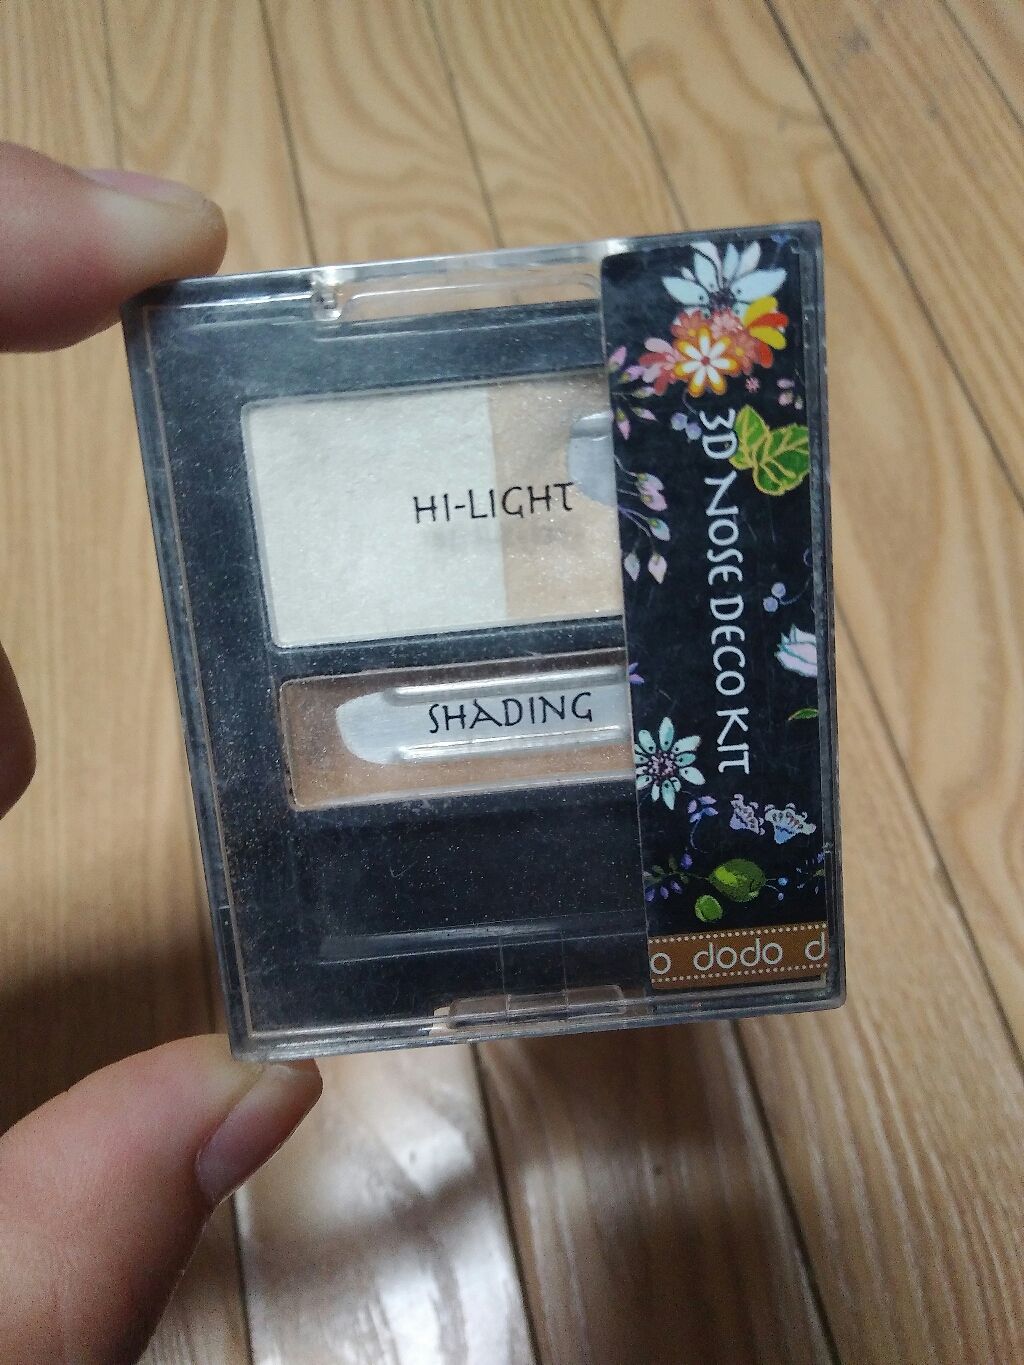 HI-LIGHT
SHADING
3D NOSE DECO KIT
o dodo d